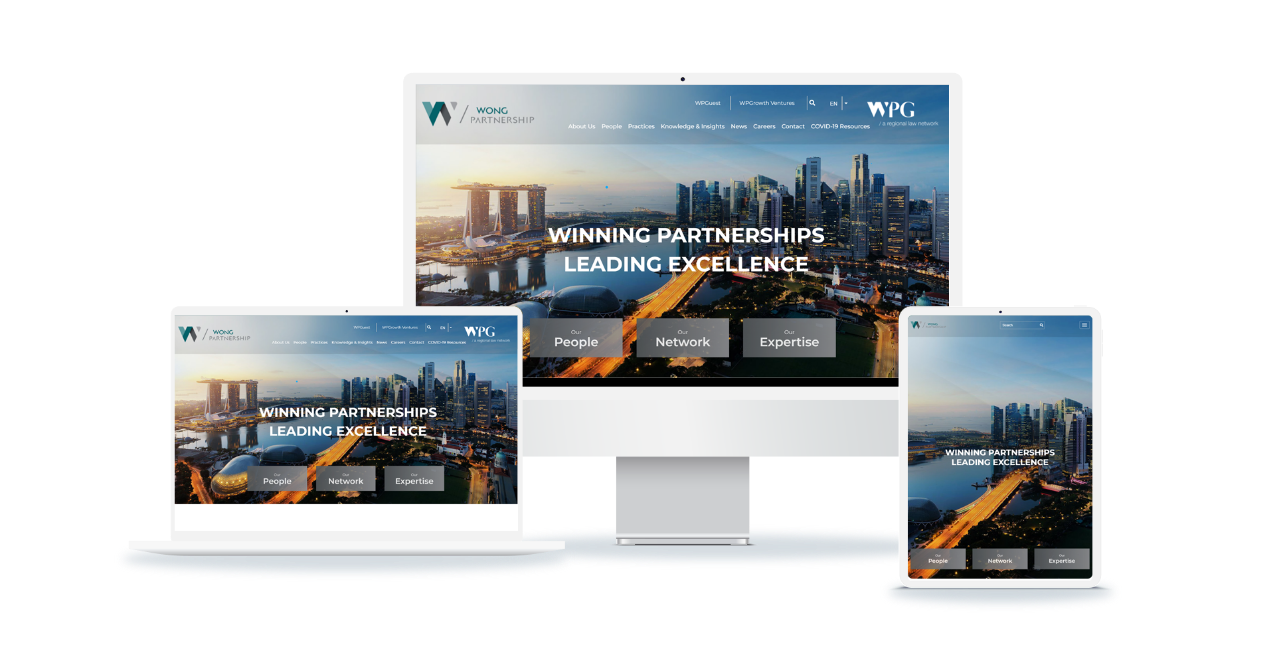 WPGuest WPGrowth Ventures EN
WONG
PARTNERSHIP
WPG
/ a regional law network
About Us People Practices Knowledge & Insights News Careers Contact COVID-19 Resources
WINNING PARTNERSHIPS
LEADING EXCELLENCE
Our Our Our
People Network Expertise
WPGuest WPGrowth Ventures EN
WONG
PARTNERSHIP
WPG
/ a regional law network
About Us People Practices Knowledge & Insights News Careers Contact COVID-19 Resources
WINNING PARTNERSHIPS
LEADING EXCELLENCE
Our Our Our
People Network Expertise
Search
WINNING PARTNERSHIPS
LEADING EXCELLENCE
Our Our Our
People Network Expertise